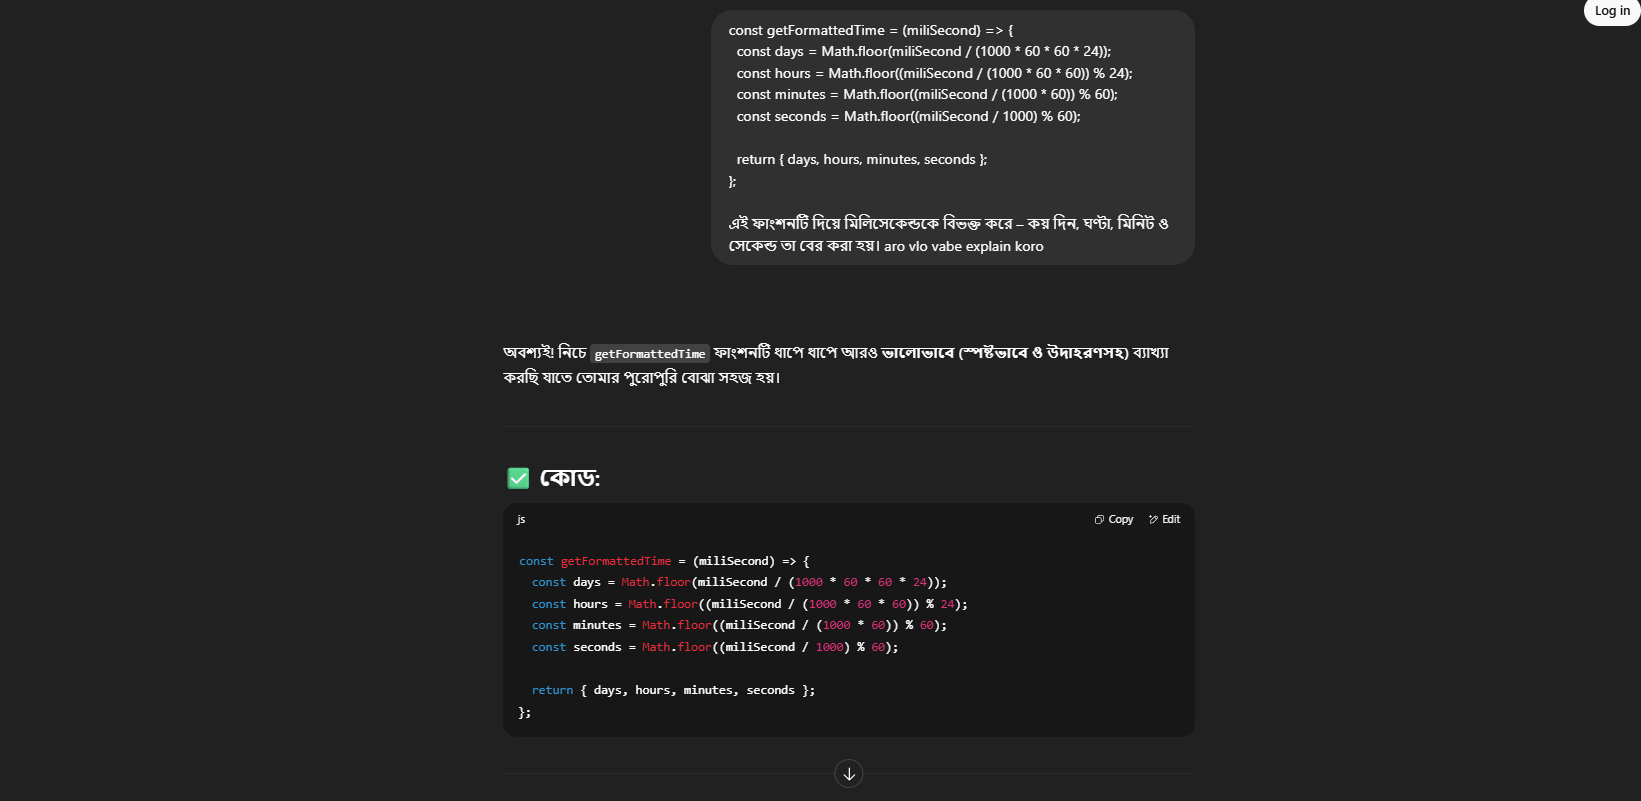 Log in
const getFormattedTime = (miliSecond) => {
const days = Math.floor(miliSecond / (1000 * 60 * 60 * 24));
const hours = Math.floor((miliSecond / (1000 * 60 * 60)) % 24);
const minutes = Math.floor((miliSecond / (1000 * 60)) % 60);
const seconds = Math.floor((miliSecond / 1000) % 60);
return { days, hours, minutes, seconds };
};
এই ফাংশনটি দিয়ে মিলিসেকেন্ডকে বিভক্ত করে – কয় দিন, ঘণ্টা, মিনিট ও
সেকেন্ড তা বের করা হয়। aro vlo vabe explain koro
অবশ্যই! নিচে getFormattedTime ফাংশনটি ধাপে ধাপে আরও ভালোভাবে (স্পষ্টভাবে ও উদাহরণসহ) ব্যাখ্যা
করছি যাতে তোমার পুরোপুরি বোঝা সহজ হয়।
✅ কোড:
js Copy Edit
const getFormattedTime = (miliSecond) => {
const days = Math.floor(miliSecond / (1000 * 60 * 60 * 24));
const hours = Math.floor((miliSecond / (1000 * 60 * 60)) % 24);
const minutes = Math.floor((miliSecond / (1000 * 60)) % 60);
const seconds = Math.floor((miliSecond / 1000) % 60);
return { days, hours, minutes, seconds };
};